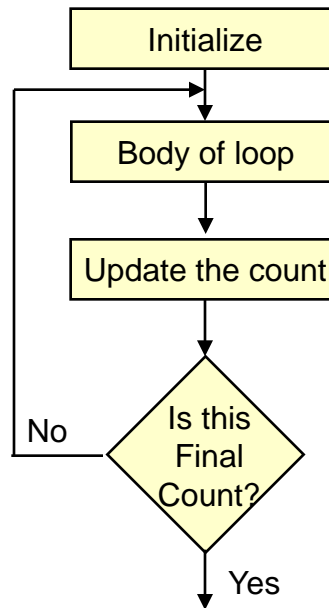 Initialize
Body of loop
Update the count
Is this
Final
Count?
No
Yes